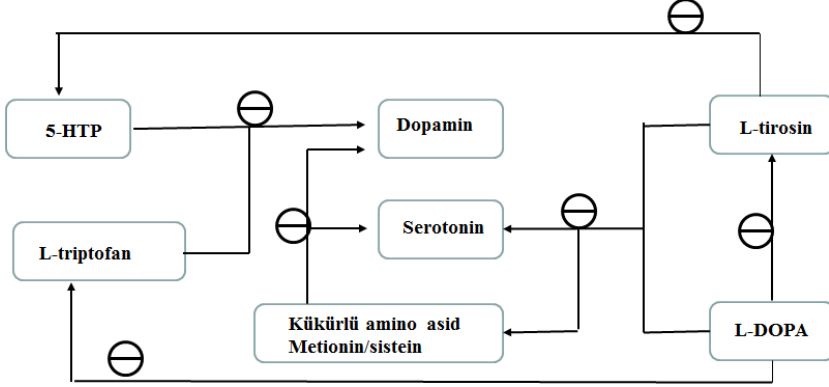 5-HTP
Dopamin
L-tirosin
L-triptofan
Serotonin
Kükürlü amino asid
Metionin/sistein
L-DOPA